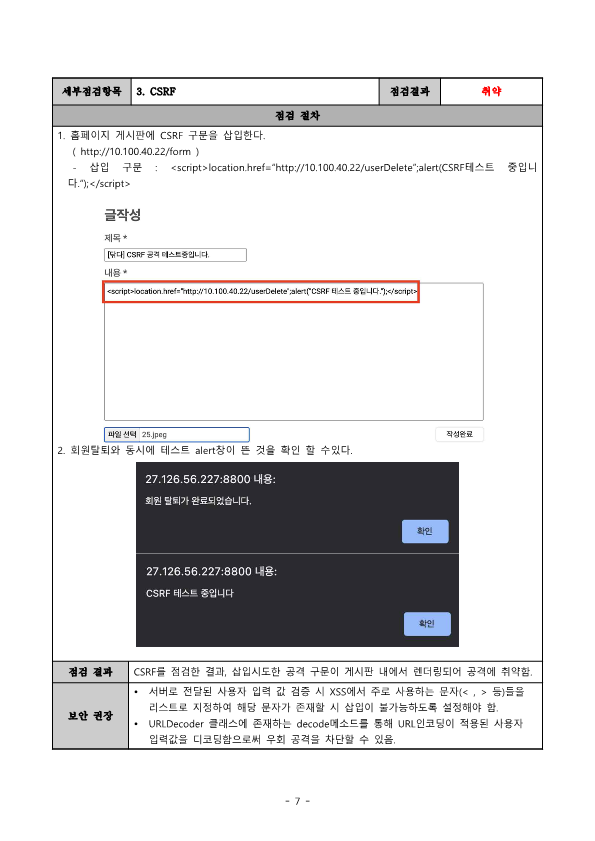 세부점검항목 3. CSRF 점검결과 취약
점검 절차
1. 홈페이지 게시판에 CSRF 구문을 삽입한다.
( http://10.100.40.22/form )
- 삽입 구문 : <script>location.href="http://10.100.40.22/userDelete";alert(CSRF테스트 중입니
다.");</script>
글작성
제목 *
[닦다] CSRF 공격 테스트중입니다.
내용 *
<script>location.href="http://10.100.40.22/userDelete";alert("CSRF 테스트 중입니다.");</script>
파일 선택 25.jpeg 작성완료
2. 회원탈퇴와 동시에 테스트 alert창이 뜬 것을 확인 할 수있다.
27.126.56.227:8800 내용:
회원 탈퇴가 완료되었습니다.
확인
27.126.56.227:8800 내용:
CSRF 테스트 중입니다
확인
점검 결과 CSRF를 점검한 결과, 삽입시도한 공격 구문이 게시판 내에서 렌더링되어 공격에 취약함.
보안 권장
• 서버로 전달된 사용자 입력 값 검증 시 XSS에서 주로 사용하는 문자(< , > 등)등을
리스트로 지정하여 해당 문자가 존재할 시 삽입이 불가능하도록 설정해야 함.
• URLDecoder 클래스에 존재하는 decode메소드를 통해 URL인코딩이 적용된 사용자
입력값을 디코딩함으로써 우회 공격을 차단할 수 있음.
- 7 -